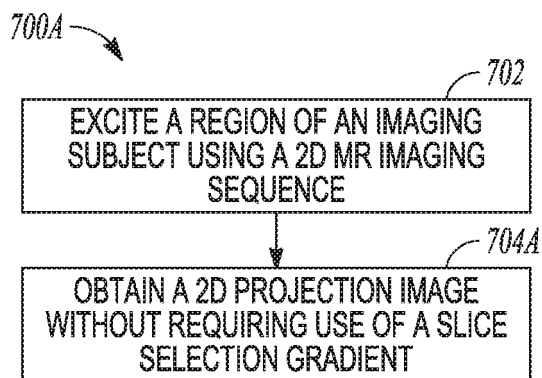 700A
702
EXCITE A REGION OF AN IMAGING
SUBJECT USING A 2D MR IMAGING
SEQUENCE
704A
OBTAIN A 2D PROJECTION IMAGE
WITHOUT REQUIRING USE OF A SLICE
SELECTION GRADIENT